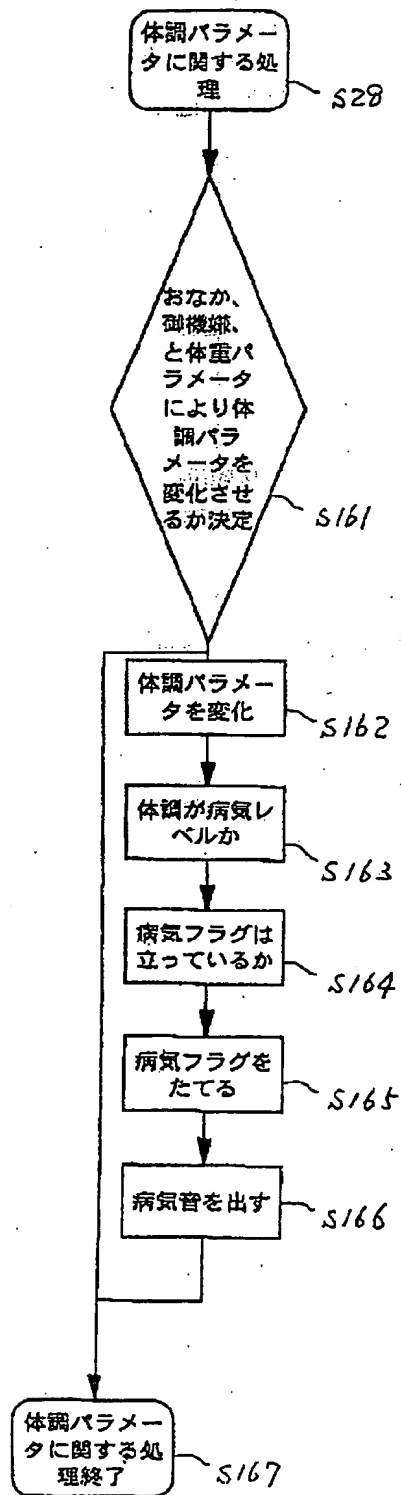 体調パラメー
タに関する処
理
S28
おなか、
御機嫌、
と体重パ
ラメータ
により体
調パラ
メータを
変化させ
るか決定
S161
体調パラメー
タを変化
S162
体調が病気レ
ベルか
S163
病気フラグは
立っているか
S164
病気フラグを
たてる
S165
病気音を出す
S166
体調パラメー
タに関する処
理終了
S167